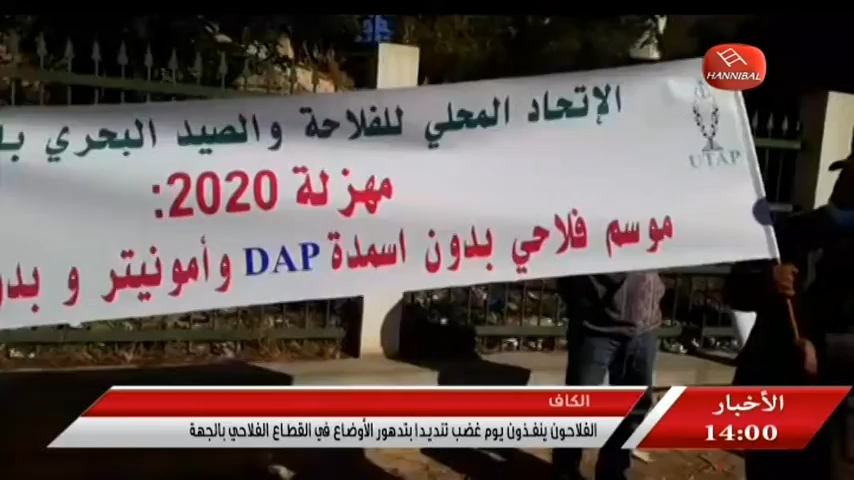 HANNIBAL
الإتحاد المحلي للفلاحة والصيد البحري
UTAP
مهزلة 2020:
موسم فلاحي بدون اسمدة DAP وأمونيتر و
الكاف
الفلاحون ينفذون يوم غضب تنديدا بتدهور الأوضاع في القطاع الفلاحي بالجهة
الأخبار
14:00